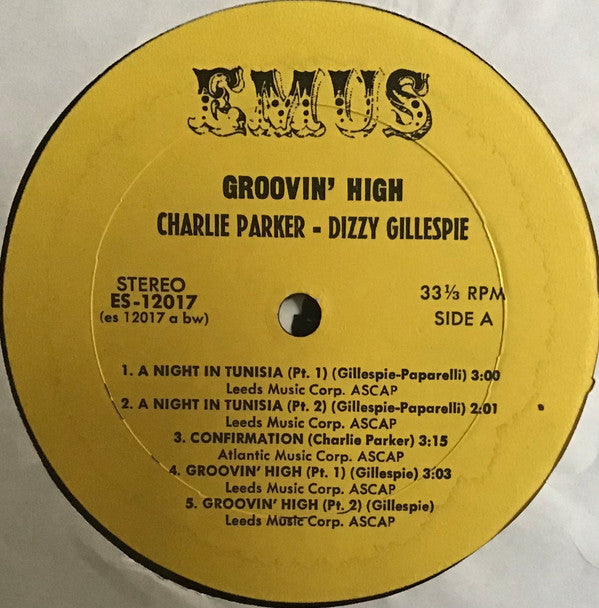 EMUS
GROOVIN' HIGH
CHARLIE PARKER - DIZZY GILLESPIE
STEREO
ES-12017
(es 12017 a bw)
33 ⅓ RPM
SIDE A
1. A NIGHT IN TUNISIA (Pt. 1) (Gillespie-Paparelli) 3:00
Leeds Music Corp. ASCAP
2. A NIGHT IN TUNISIA (Pt. 2) (Gillespie-Paparelli) 2:01
Leeds Music Corp. ASCAP
3. CONFIRMATION (Charlie Parker) 3:15
Atlantic Music Corp. ASCAP
4. GROOVIN' HIGH (Pt. 1) (Gillespie) 3:03
Leeds Music Corp. ASCAP
5. GROOVIN' HIGH (Pt. 2) (Gillespie)
Leeds Music Corp. ASCAP